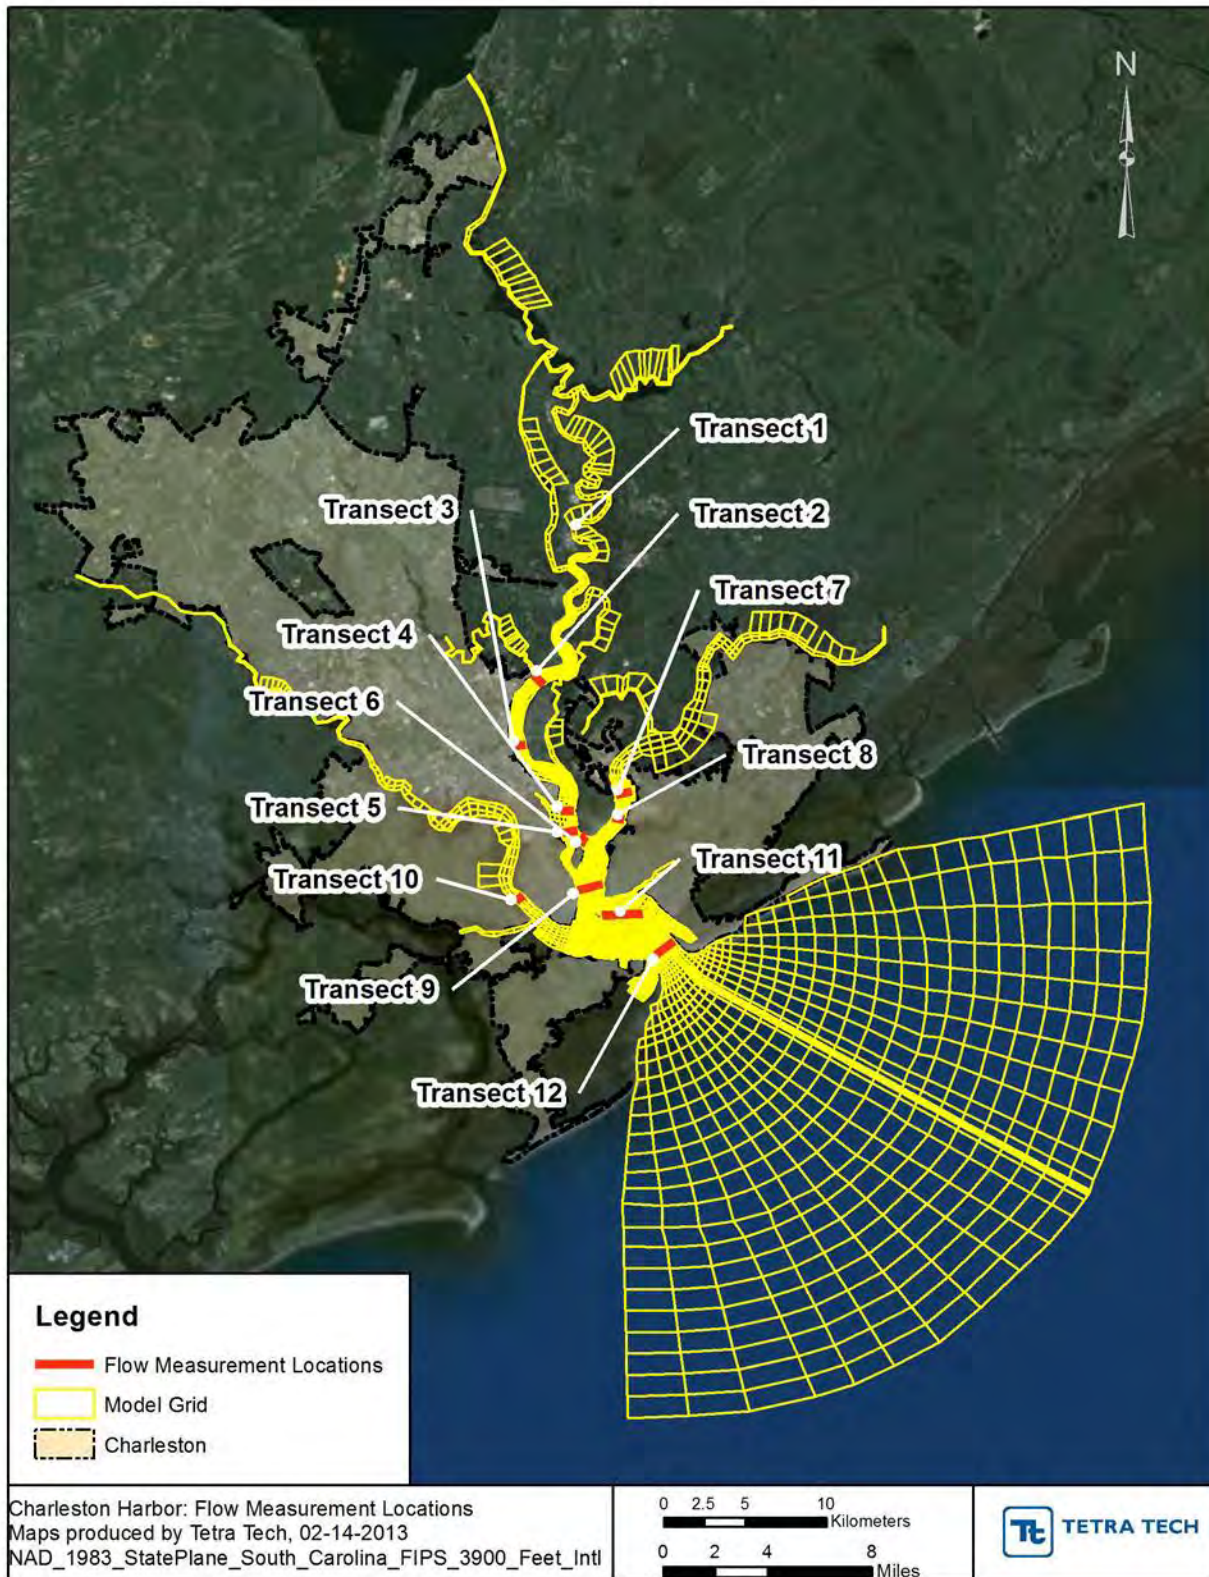 N
Transect 1
Transect 3
Transect 2
Transect 7
Transect 4
Transect 6
Transect 8
Transect 5
Transect 11
Transect 10
Transect 9
Transect 12
Legend
Flow Measurement Locations
Model Grid
Charleston
Charleston Harbor: Flow Measurement Locations
Maps produced by Tetra Tech, 02-14-2013
NAD_1983_StatePlane_South_Carolina_FIPS_3900_Feet_Intl
0 2.5 5 10
Kilometers
0 2 4 8
Miles
Tt TETRA TECH